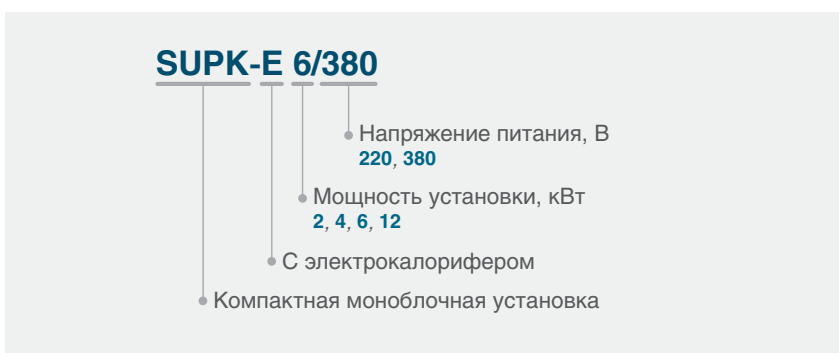 SUPK-E 6/380
Напряжение питания, В
220, 380
Мощность установки, кВт
2, 4, 6, 12
С электрокалорифером
Компактная моноблочная установка